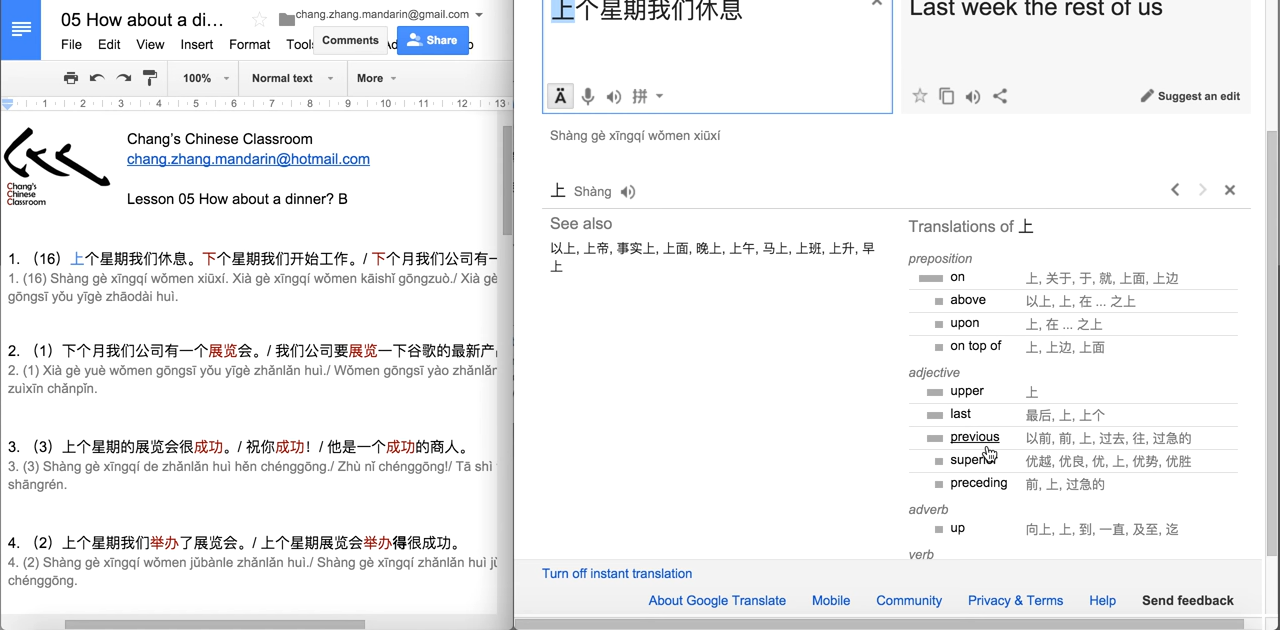 05 How about a di...
chang.zhang.mandarin@gmail.com
File Edit View Insert Format
Comments
Share
100% Normal text More
1 2 3 4 5 6 7 8 9 10 11 12 13
Chang's Chinese Classroom
Chang's Chinese Classroom
chang.zhang.mandarin@hotmail.com
Lesson 05 How about a dinner? B
1. （16）上个星期我们休息。下个星期我们开始工作。/ 下个月我们公司有一
1. (16) Shàng gè xīngqí wǒmen xiūxí. Xià gè xīngqí wǒmen kāishǐ gōngzuò./ Xià gè
gōngsī yǒu yīgè zhāodài huì.
2. （1）下个月我们公司有一个展览会。/ 我们公司要展览一下谷歌的最新产
2. (1) Xià gè yuè wǒmen gōngsī yǒu yīgè zhǎnlǎn huì./ Wǒmen gōngsī yào zhǎnlǎn
zuìxīn chǎnpǐn.
3. （3）上个星期的展览会很成功。/ 祝你成功！/ 他是一个成功的商人。
3. (3) Shàng gè xīngqí de zhǎnlǎn huì hěn chénggōng./ Zhù nǐ chénggōng!/ Tā shì
shāngrén.
4. （2）上个星期我们举办了展览会。/ 上个星期展览会举办得很成功。
4. (2) Shàng gè xīngqí wǒmen jǔbànle zhǎnlǎn huì./ Shàng gè xīngqí zhǎnlǎn huì
chénggōng.
上个星期我们休息
Ä 拼
Shàng gè xīngqí wǒmen xiūxí
Last week the rest of us
Suggest an edit
上 Shàng
See also
以上, 上帝, 事实上, 上面, 晚上, 上午, 马上, 上班, 上升, 早
上
Translations of 上
preposition
on 上, 关于, 于, 就, 上面, 上边
above 以上, 上, 在 ... 之上
upon 上, 在 ... 之上
on top of 上, 上边, 上面
adjective
upper 上
last 最后, 上, 上个
previous 以前, 前, 上, 过去, 往, 过急的
superior 优越, 优良, 优, 上, 优势, 优胜
preceding 前, 上, 过急的
adverb
up 向上, 上, 到, 一直, 及至, 迄
verb
Turn off instant translation
About Google Translate Mobile Community Privacy & Terms Help Send feedback